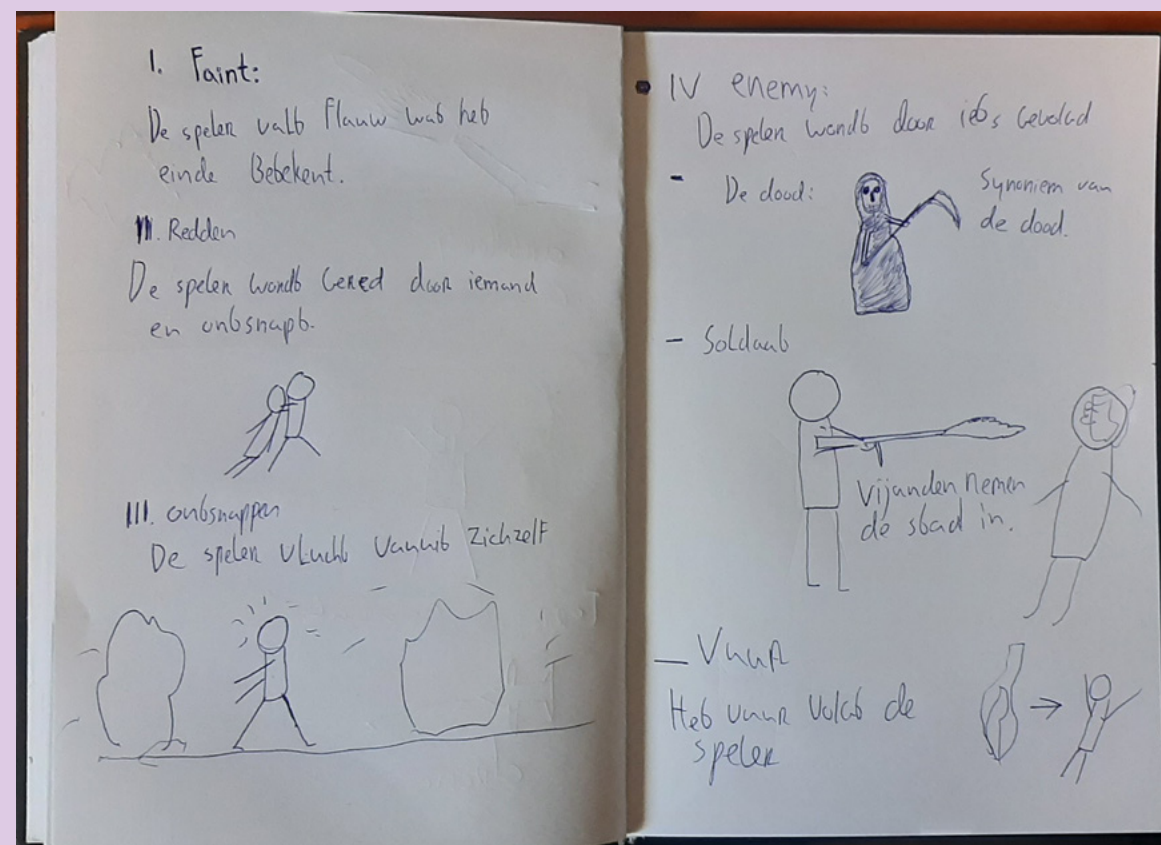 I. Faint:
De speler valt flauw wat het
einde Betekent.
II. Redden
De speler wordt Gered door iemand
en ontsnapt.
III. ontsnappen
De speler vlucht vanuit zichzelf
IV enemy:
De speler wordt door iets Gevolgd
- De dood:
Synoniem van
de dood.
- Soldaat
Vijanden nemen
de stad in.
- Vuur
Het vuur volgt de
speler